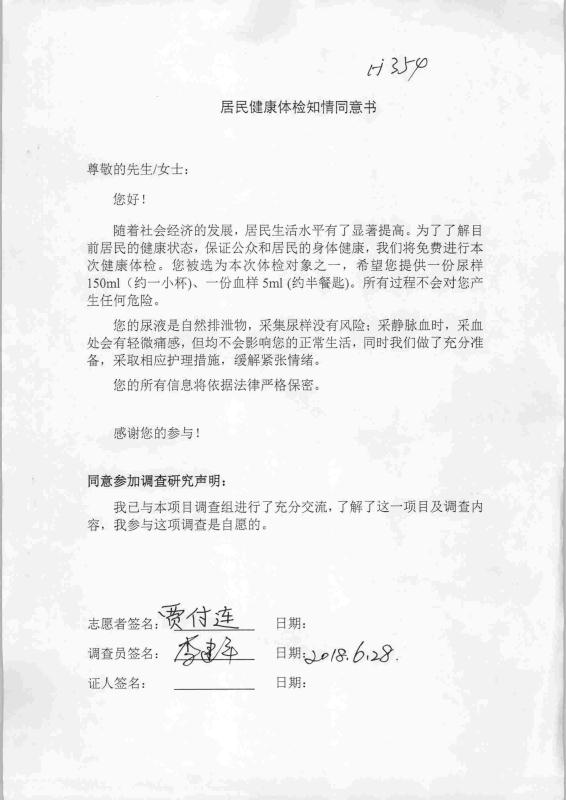 H354
居民健康体检知情同意书
尊敬的先生/女士：
您好！
随着社会经济的发展，居民生活水平有了显著提高。为了了解目
前居民的健康状态，保证公众和居民的身体健康，我们将免费进行本
次健康体检。您被选为本次体检对象之一，希望您提供一份尿样
150ml（约一小杯）、一份血样 5ml (约半餐匙)。所有过程不会对您产
生任何危险。
您的尿液是自然排泄物，采集尿样没有风险；采静脉血时，采血
处会有轻微痛感，但均不会影响您的正常生活，同时我们做了充分准
备，采取相应护理措施，缓解紧张情绪。
您的所有信息将依据法律严格保密。
感谢您的参与！
同意参加调查研究声明：
我已与本项目调查组进行了充分交流，了解了这一项目及调查内
容，我参与这项调查是自愿的。
志愿者签名：贾付连 日期：
调查员签名：李建军 日期：2018.6.28.
证人签名： 日期：